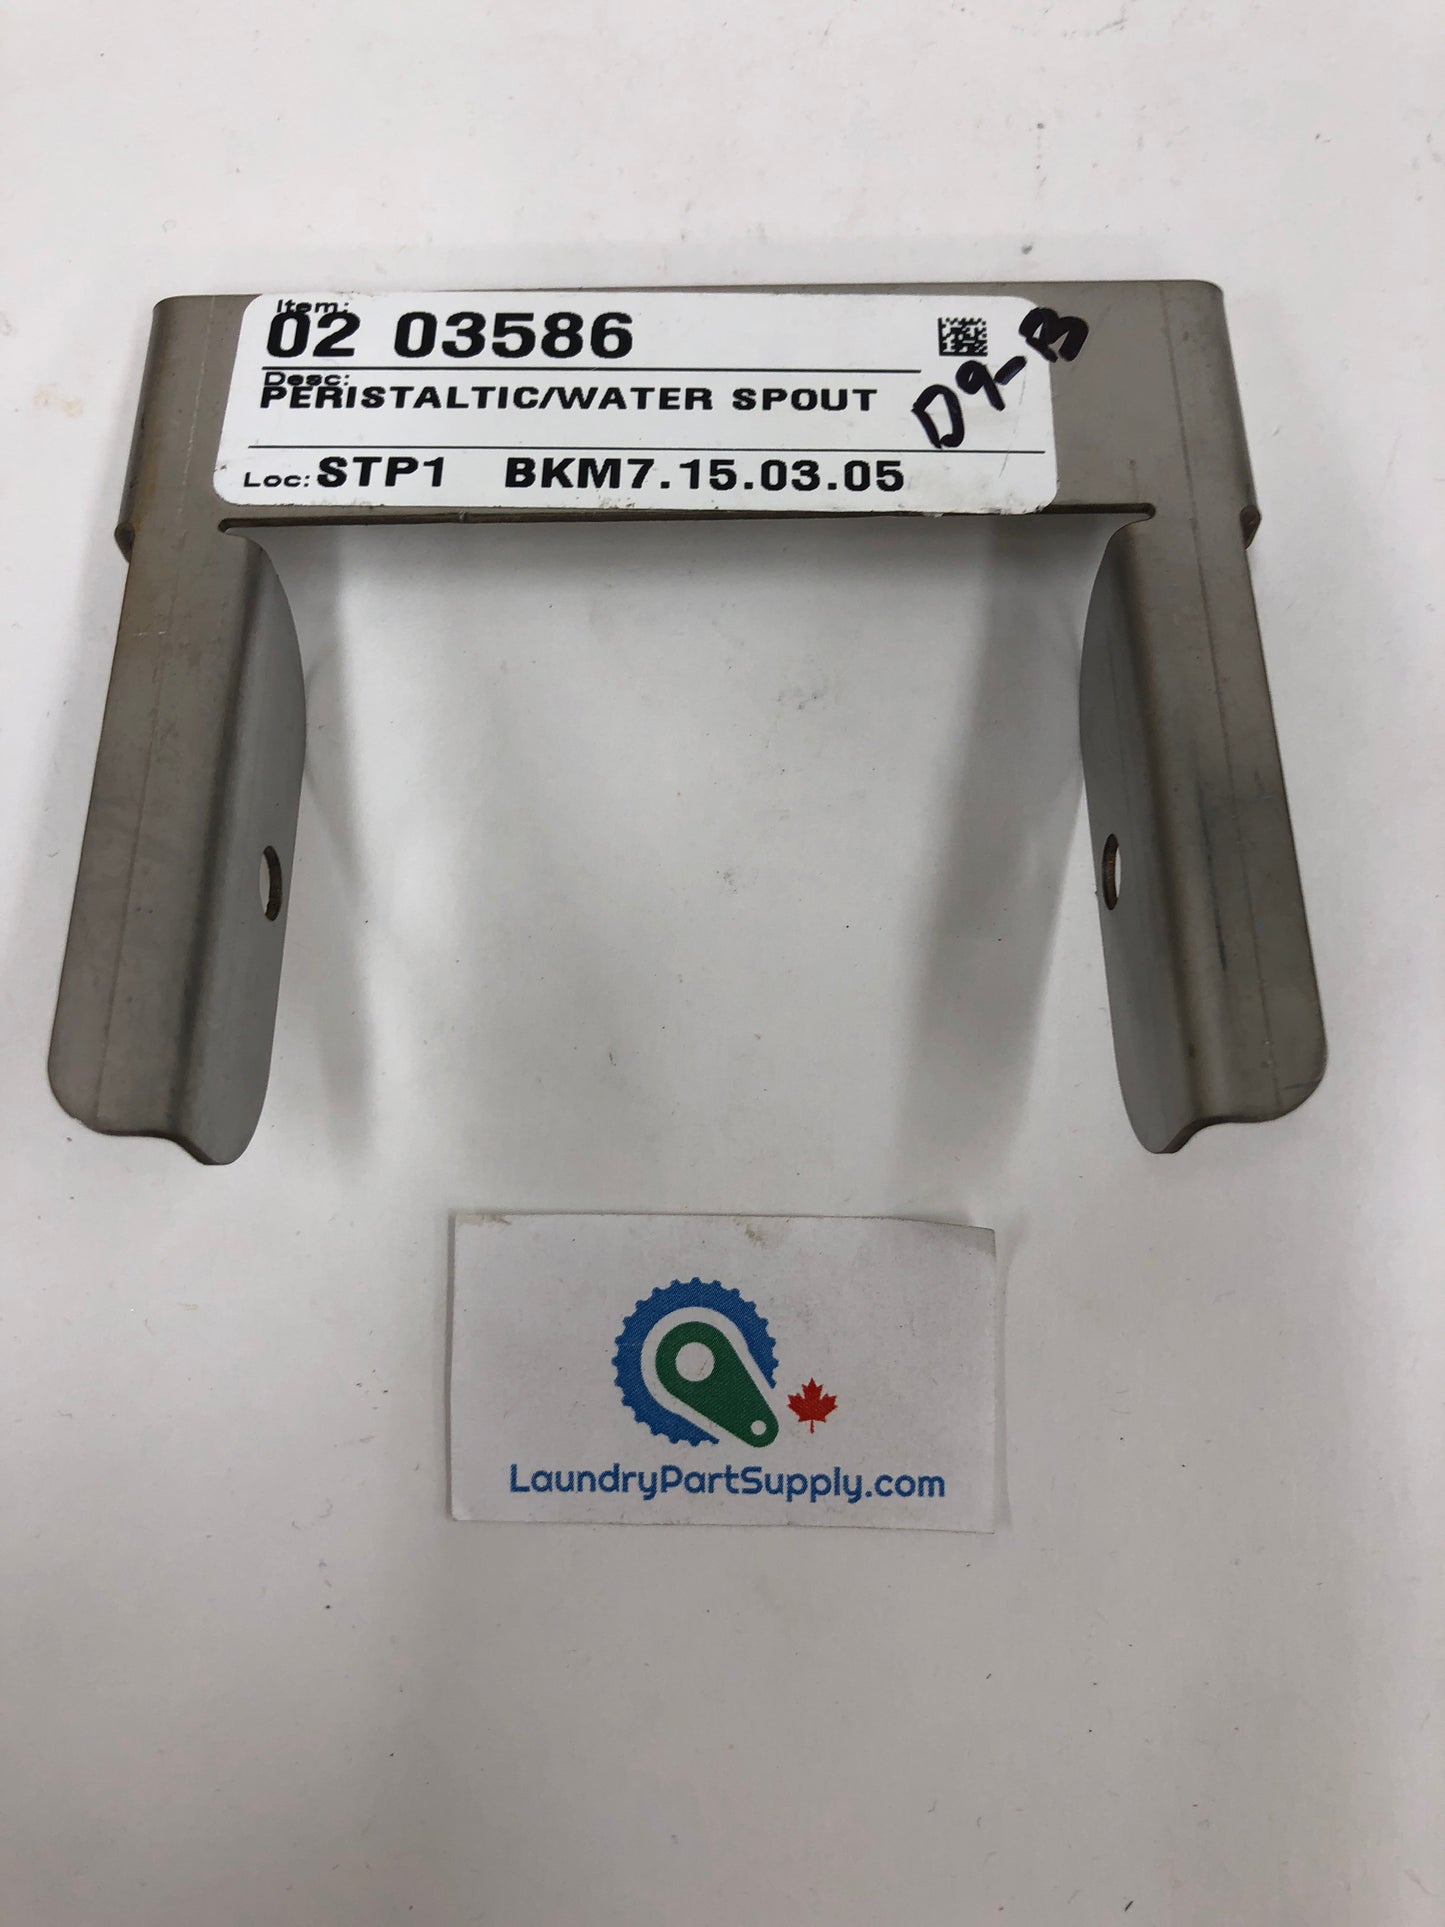 Item:
02 03586
Desc:
PERISTALTIC/WATER SPOUT
D9-B
Loc: STP1 BKM7.15.03.05
LaundryPartSupply.com